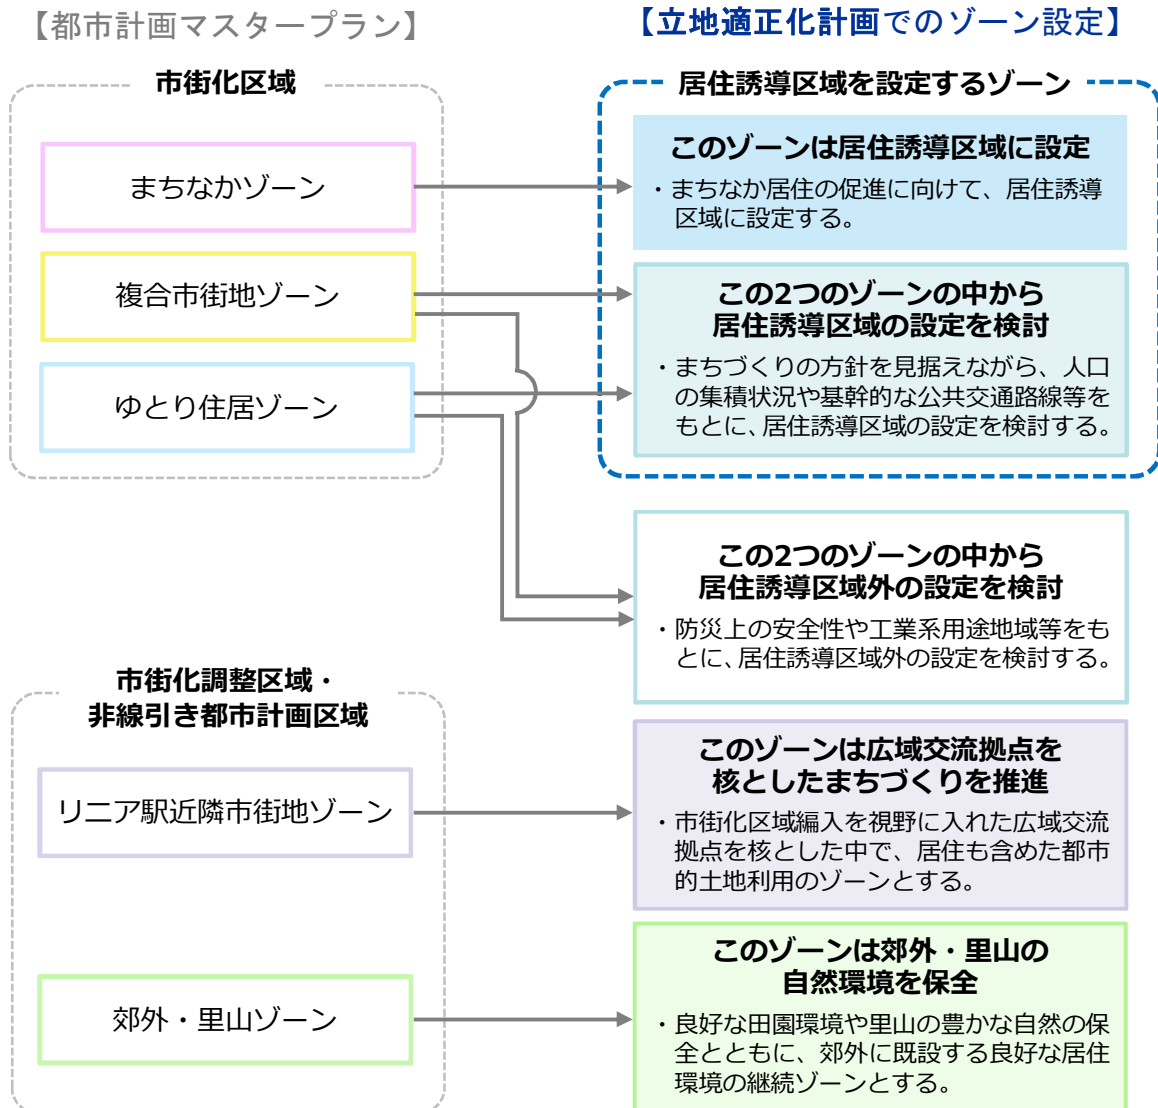 【都市計画マスタープラン】
市街化区域
まちなかゾーン
複合市街地ゾーン
ゆとり住居ゾーン
市街化調整区域・
非線引き都市計画区域
リニア駅近隣市街地ゾーン
郊外・里山ゾーン
【立地適正化計画でのゾーン設定】
居住誘導区域を設定するゾーン
このゾーンは居住誘導区域に設定
・まちなか居住の促進に向けて、居住誘導
区域に設定する。
この2つのゾーンの中から
居住誘導区域の設定を検討
・まちづくりの方針を見据えながら、人口
の集積状況や基幹的な公共交通路線等を
もとに、居住誘導区域の設定を検討する。
この2つのゾーンの中から
居住誘導区域外の設定を検討
・防災上の安全性や工業系用途地域等をも
とに、居住誘導区域外の設定を検討する。
このゾーンは広域交流拠点を
核としたまちづくりを推進
・市街化区域編入を視野に入れた広域交流
拠点を核とした中で、居住も含めた都市
的土地利用のゾーンとする。
このゾーンは郊外・里山の
自然環境を保全
・良好な田園環境や里山の豊かな自然の保
全とともに、郊外に既設する良好な居住
環境の継続ゾーンとする。